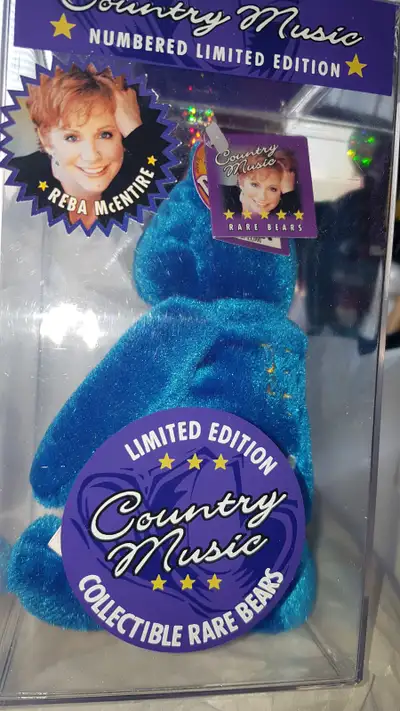 Country Music
NUMBERED LIMITED EDITION
REBA McENTIRE
Country
Music
RARE BEARS
LIMITED EDITION
Country
Music
COLLECTIBLE RARE BEARS